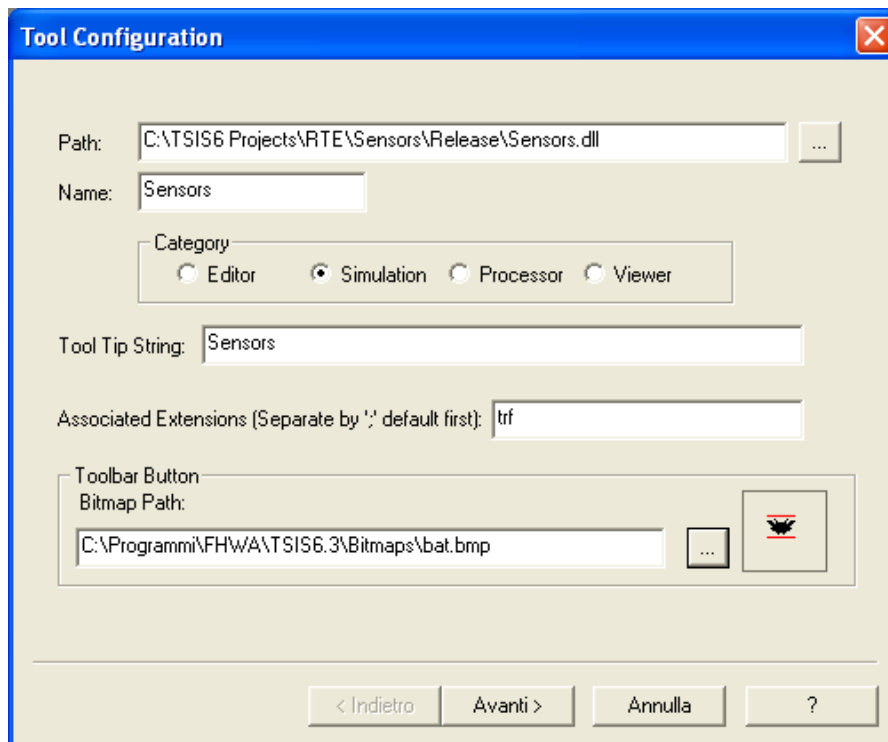 Tool Configuration
Path: C:\TSIS6 Projects\RTE\Sensors\Release\Sensors.dll ...
Name: Sensors
Category
Editor Simulation Processor Viewer
Tool Tip String: Sensors
Associated Extensions (Separate by ';' default first): trf
Toolbar Button
Bitmap Path:
C:\Programmi\FHWA\TSIS6.3\Bitmaps\bat.bmp ...
< Indietro Avanti > Annulla ?